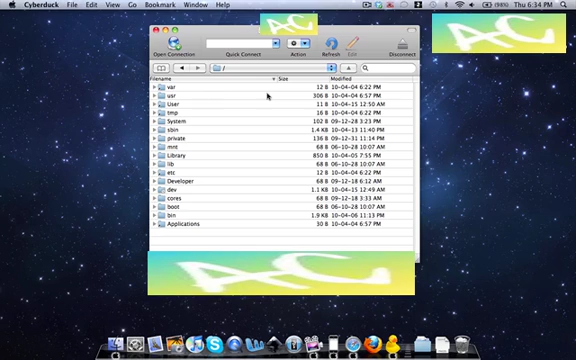 Cyberduck File Edit View Go Bookmark Window Help
Thu 6:34 PM
AC
AC
Open Connection Quick Connect Action Refresh Edit Disconnect
/
Filename Size Modified
var 12 B 10-04-04 6:22 PM
usr 306 B 10-04-04 6:57 PM
User 11 B 10-04-15 12:50 AM
tmp 16 B 10-04-04 6:22 PM
System 102 B 09-12-28 3:23 PM
sbin 1.4 KB 10-04-13 11:40 PM
private 136 B 09-12-31 11:14 PM
mnt 68 B 06-10-28 10:07 AM
Library 850 B 10-04-05 7:55 PM
lib 68 B 06-10-28 10:07 AM
etc 12 B 10-04-04 6:22 PM
Developer 68 B 09-12-18 6:12 AM
dev 1.1 KB 10-04-15 12:49 AM
cores 68 B 09-12-18 3:33 AM
boot 68 B 06-10-28 10:07 AM
bin 1.9 KB 10-04-06 11:13 PM
Applications 30 B 10-04-04 6:57 PM
AC